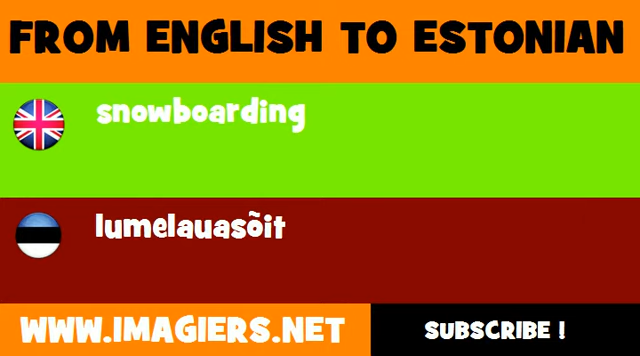 FROM ENGLISH TO ESTONIAN
snowboarding
lumelauasõit
WWW.IMAGIERS.NET
SUBSCRIBE !